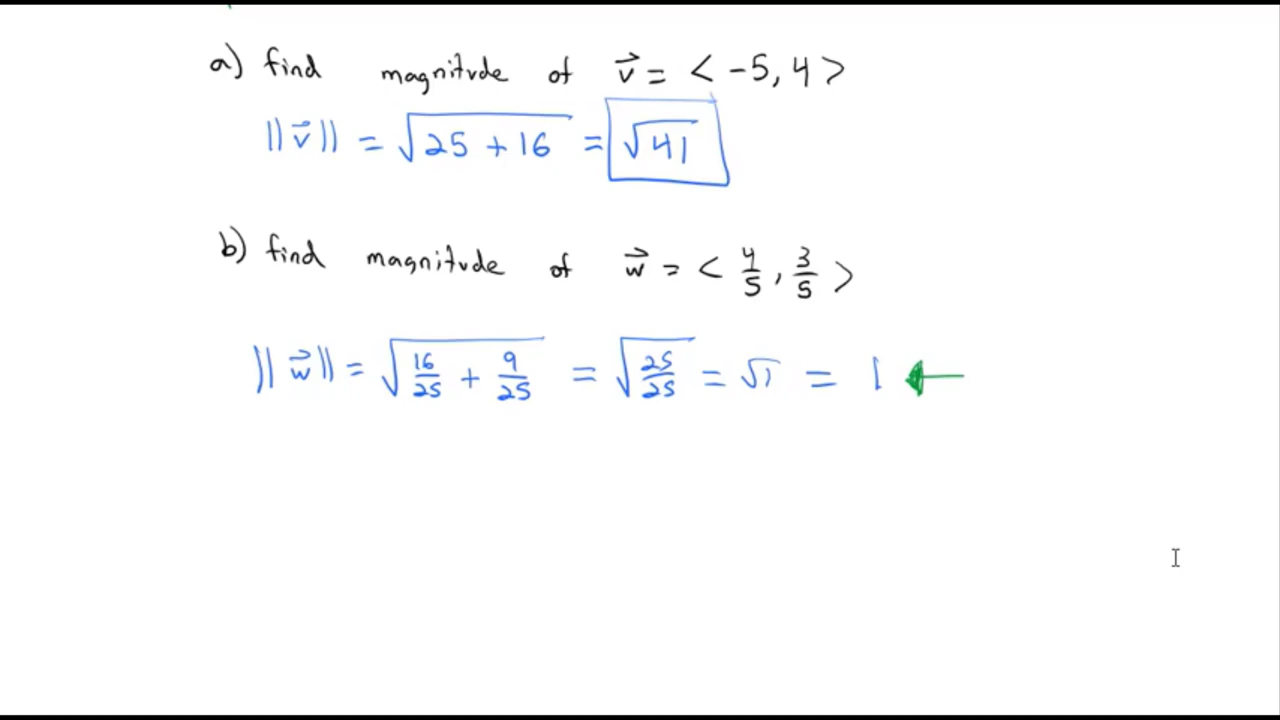 a) find magnitude of v⃗ = < -5, 4 >
||v⃗|| = √(25 + 16) = √41
b) find magnitude of w⃗ = < 4/5, 3/5 >
||w⃗|| = √(16/25 + 9/25) = √(25/25) = √1 = 1